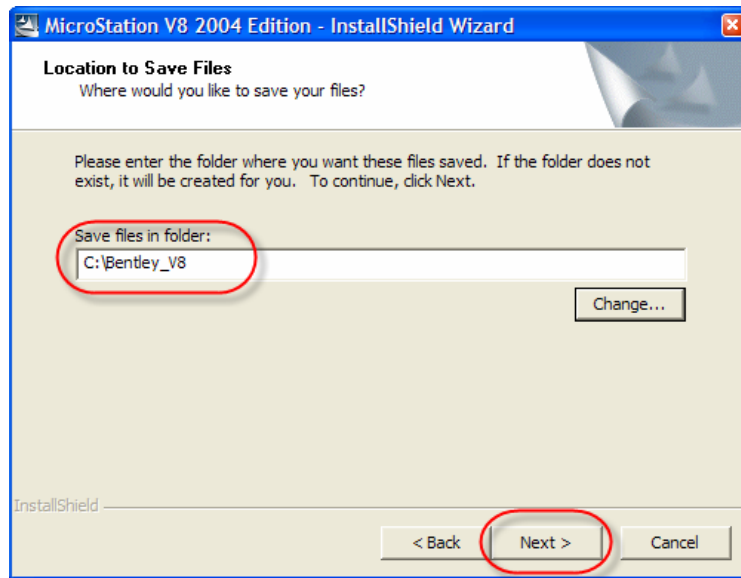 MicroStation V8 2004 Edition - InstallShield Wizard
Location to Save Files
Where would you like to save your files?
Please enter the folder where you want these files saved.  If the folder does not
exist, it will be created for you.   To continue, click Next.
Save files in folder:
C:\Bentley_V8
Change...
InstallShield
< Back
Next >
Cancel